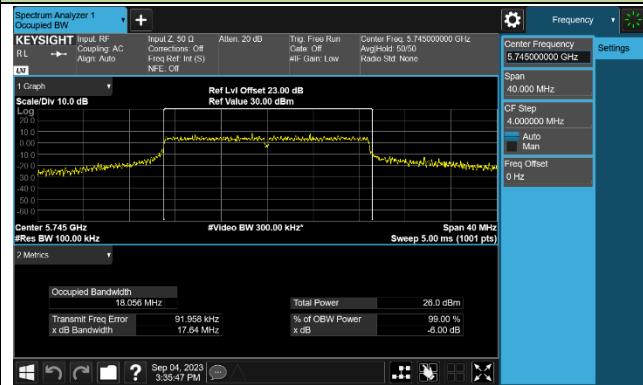 Spectrum Analyzer 1
Occupied BW
Frequency
KEYSIGHT
RL
Input: RF
Coupling: AC
Align: Auto
Input Z: 50 Ω
Corrections: Off
Freq Ref: Int (S)
NFE: Off
Atten: 20 dB
Trig: Free Run
Gate: Off
#IF Gain: Low
Center Freq: 5.745000000 GHz
Avg|Hold: 50/50
Radio Std: None
LXI
Center Frequency
5.745000000 GHz
Settings
Span
40.000 MHz
CF Step
4.000000 MHz
Auto
Man
Freq Offset
0 Hz
1 Graph
Scale/Div 10.0 dB
Ref Lvl Offset 23.00 dB
Ref Value 30.00 dBm
Log
20.0
10.0
0.00
-10.0
-20.0
-30.0
-40.0
-50.0
-60.0
Center 5.745 GHz
#Res BW 100.00 kHz
#Video BW 300.00 kHz*
Span 40 MHz
Sweep 5.00 ms (1001 pts)
2 Metrics
Occupied Bandwidth
18.056 MHz
Total Power 26.0 dBm
Transmit Freq Error 91.958 kHz
% of OBW Power 99.00 %
x dB Bandwidth 17.64 MHz
x dB -6.00 dB
?
Sep 04, 2023
3:35:47 PM